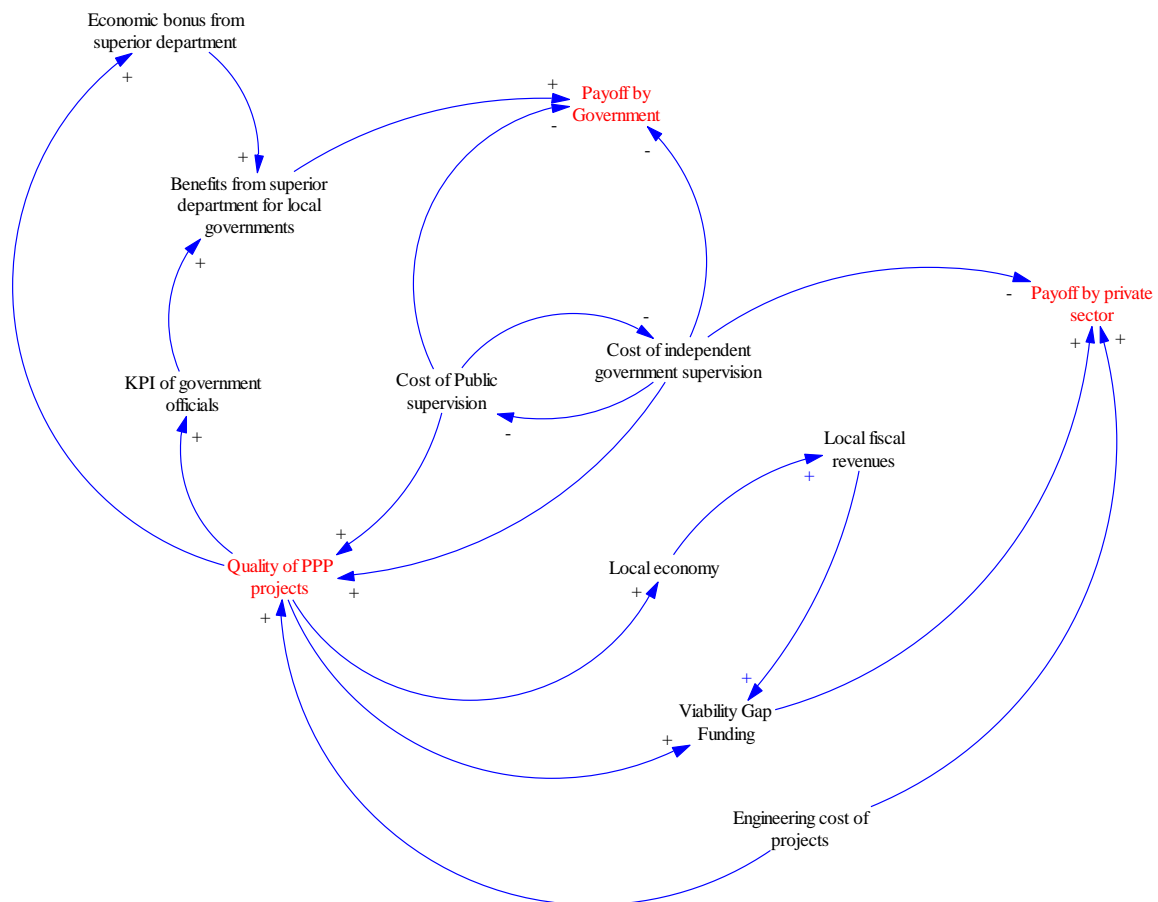 Economic bonus from
superior department
+
+
Payoff by
Government
+
-
-
Benefits from superior
department for local
governments
+
+
Payoff by private
sector
-
+
+
-
Cost of independent
government supervision
KPI of government
officials
+
Cost of Public
supervision
-
Local fiscal
revenues
+
+
Quality of PPP
projects
+
+
Local economy
+
+
Viability Gap
Funding
+
Engineering cost of
projects